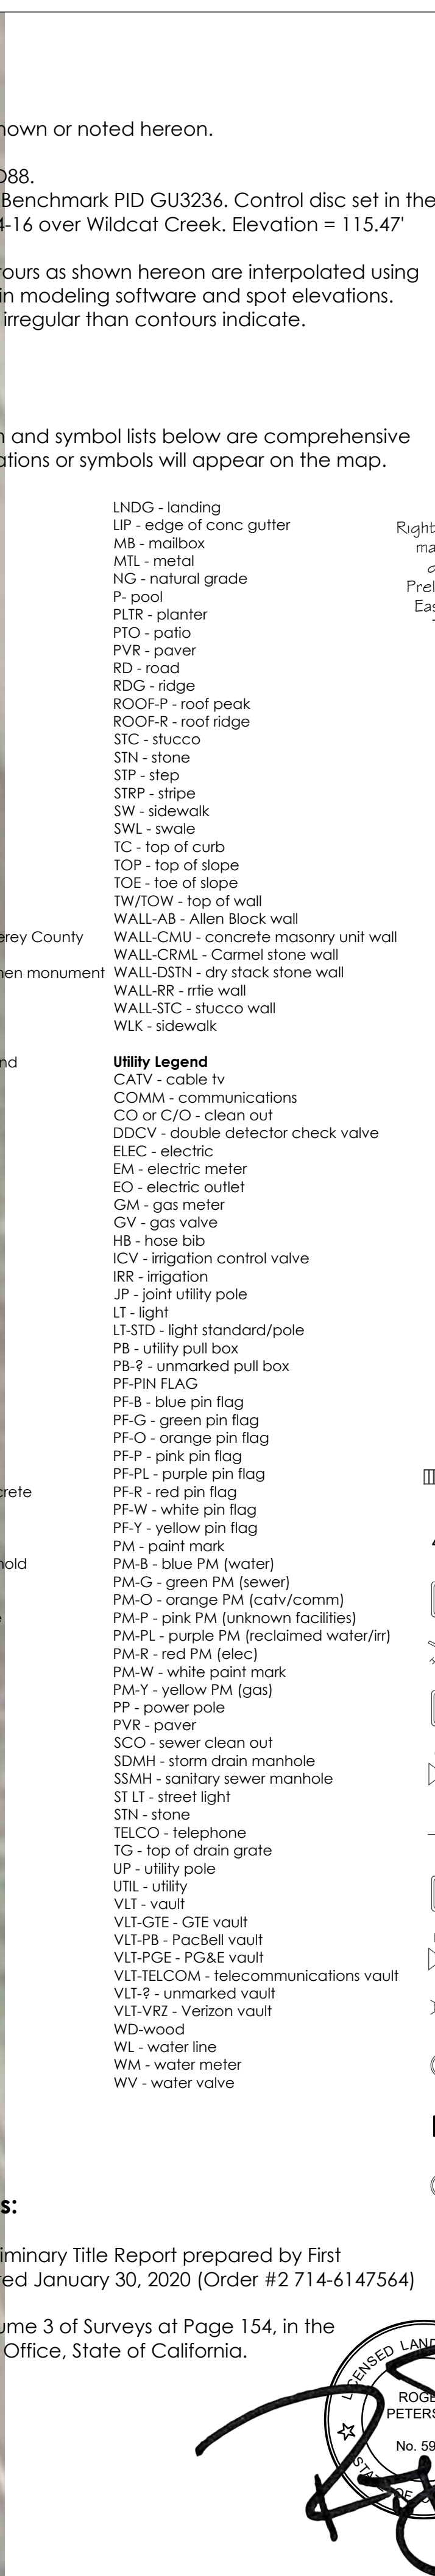 hown or noted hereon.
D88.
Benchmark PID GU3236. Control disc set in the
4-16 over Wildcat Creek. Elevation = 115.47'
tours as shown hereon are interpolated using
in modeling software and spot elevations.
irregular than contours indicate.
n and symbol lists below are comprehensive
ations or symbols will appear on the map.
LNDG - landing
LIP - edge of conc gutter
MB - mailbox
MTL - metal
NG - natural grade
P- pool
PLTR - planter
PTO - patio
PVR - paver
RD - road
RDG - ridge
ROOF-P - roof peak
ROOF-R - roof ridge
STC - stucco
STN - stone
STP - step
STRP - stripe
SW - sidewalk
SWL - swale
TC - top of curb
TOP - top of slope
TOE - toe of slope
TW/TOW - top of wall
WALL-AB - Allen Block wall
erey County
WALL-CMU - concrete masonry unit wall
WALL-CRML - Carmel stone wall
nen monument
WALL-DSTN - dry stack stone wall
WALL-RR - rrtie wall
WALL-STC - stucco wall
WLK - sidewalk
Right
ma
Prel
Eas
nd
Utility Legend
CATV - cable tv
COMM - communications
CO or C/O - clean out
DDCV - double detector check valve
ELEC - electric
EM - electric meter
EO - electric outlet
GM - gas meter
GV - gas valve
HB - hose bib
ICV - irrigation control valve
IRR - irrigation
JP - joint utility pole
LT - light
LT-STD - light standard/pole
PB - utility pull box
PB-? - unmarked pull box
PF-PIN FLAG
PF-B - blue pin flag
PF-G - green pin flag
PF-O - orange pin flag
PF-P - pink pin flag
PF-PL - purple pin flag
crete
PF-R - red pin flag
PF-W - white pin flag
PF-Y - yellow pin flag
PM - paint mark
hold
PM-B - blue PM (water)
PM-G - green PM (sewer)
PM-O - orange PM (catv/comm)
PM-P - pink PM (unknown facilities)
PM-PL - purple PM (reclaimed water/irr)
PM-R - red PM (elec)
PM-W - white paint mark
PM-Y - yellow PM (gas)
PP - power pole
PVR - paver
SCO - sewer clean out
SDMH - storm drain manhole
SSMH - sanitary sewer manhole
ST LT - street light
STN - stone
TELCO - telephone
TG - top of drain grate
UP - utility pole
UTIL - utility
VLT - vault
VLT-GTE - GTE vault
VLT-PB - PacBell vault
VLT-PGE - PG&E vault
VLT-TELCOM - telecommunications vault
VLT-? - unmarked vault
VLT-VRZ - Verizon vault
WD-wood
WL - water line
WM - water meter
WV - water valve
s:
iminary Title Report prepared by First
ed January 30, 2020 (Order #2 714-6147564)
ume 3 of Surveys at Page 154, in the
Office, State of California.
LICENSED LAN
ROGE
PETERS
No. 59
STATE OF